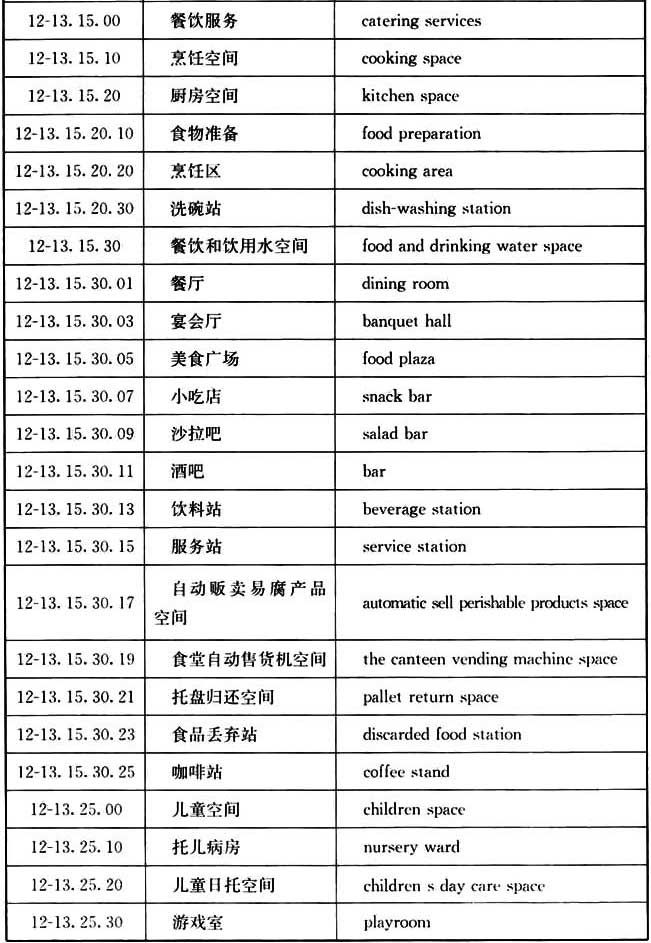 12-13.15.00 餐饮服务 catering services
12-13.15.10 烹饪空间 cooking space
12-13.15.20 厨房空间 kitchen space
12-13.15.20.10 食物准备 food preparation
12-13.15.20.20 烹饪区 cooking area
12-13.15.20.30 洗碗站 dish-washing station
12-13.15.30 餐饮和饮用水空间 food and drinking water space
12-13.15.30.01 餐厅 dining room
12-13.15.30.03 宴会厅 banquet hall
12-13.15.30.05 美食广场 food plaza
12-13.15.30.07 小吃店 snack bar
12-13.15.30.09 沙拉吧 salad bar
12-13.15.30.11 酒吧 bar
12-13.15.30.13 饮料站 beverage station
12-13.15.30.15 服务站 service station
12-13.15.30.17 自动贩卖易腐产品 automatic sell perishable products space
空间
12-13.15.30.19 食堂自动售货机空间 the canteen vending machine space
12-13.15.30.21 托盘归还空间 pallet return space
12-13.15.30.23 食品丢弃站 discarded food station
12-13.15.30.25 咖啡站 coffee stand
12-13.25.00 儿童空间 children space
12-13.25.10 托儿病房 nursery ward
12-13.25.20 儿童日托空间 children s day care space
12-13.25.30 游戏室 playroom